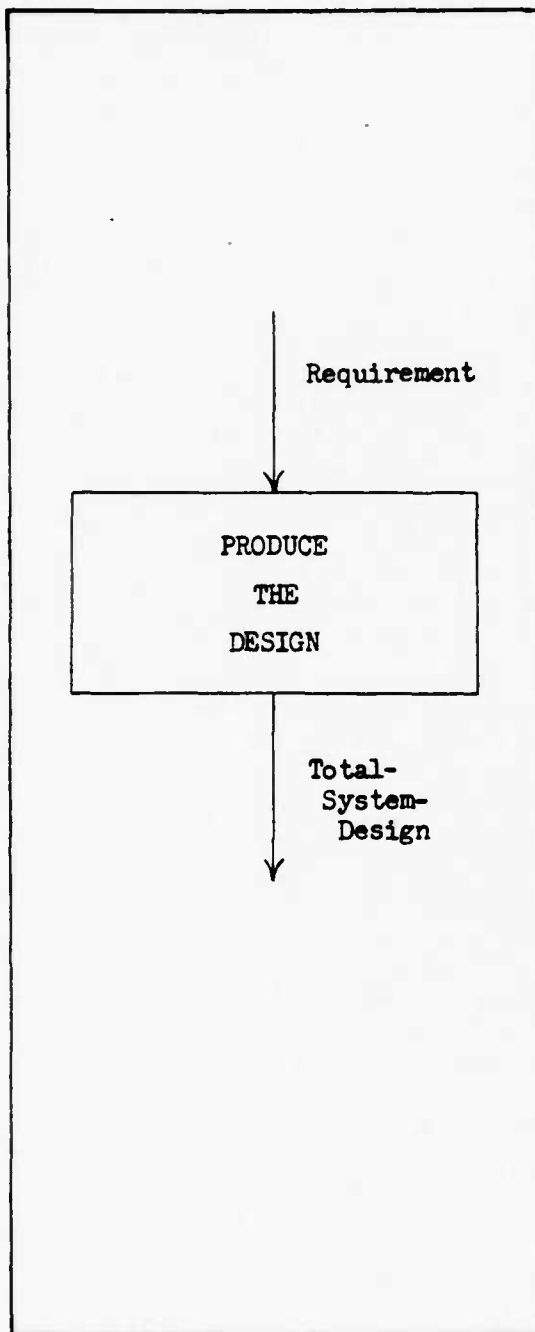 Requirement
PRODUCE
THE
DESIGN
Total-
System-
Design